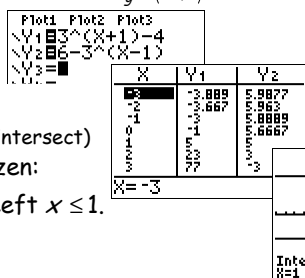 Plot1 Plot2 Plot3
\Y1=3^(X+1)-4
\Y2=6-3^(X-1)
\Y3=
X Y1 Y2
-3 -3.889 5.9877
-2 -3.667 5.963
-1 -3 5.8889
0 -1 5.6667
1 5 5
2 23 3
3 77 -3
X=-3
ntersect)
zen:
eft x ≤ 1.
Inte
X=1